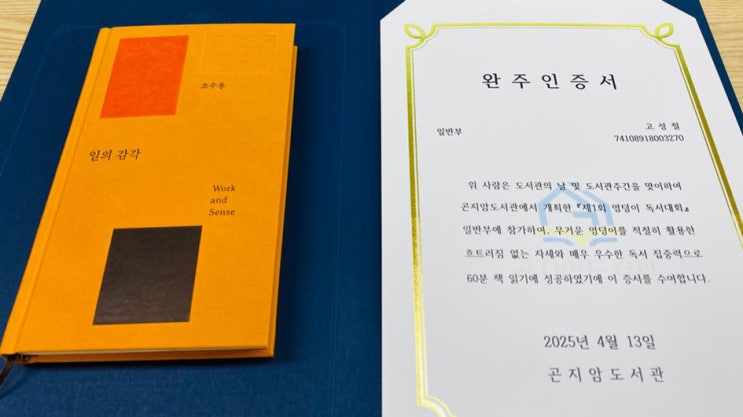 조수용
일의 감각
Work
and
Sense
완주인증서
일반부
고성철
74108918003270
위 사람은 도서관의 날 및 도서관주간을 맞이하여
곤지암도서관에서 개최한 『제1회 엉덩이 독서대회』
일반부에 참가하여, 무거운 엉덩이를 적절히 활용한
흐트러짐 없는 자세와 매우 우수한 독서 집중력으로
60분 책 읽기에 성공하였기에 이 증서를 수여합니다.
2025년 4월 13일
곤지암도서관